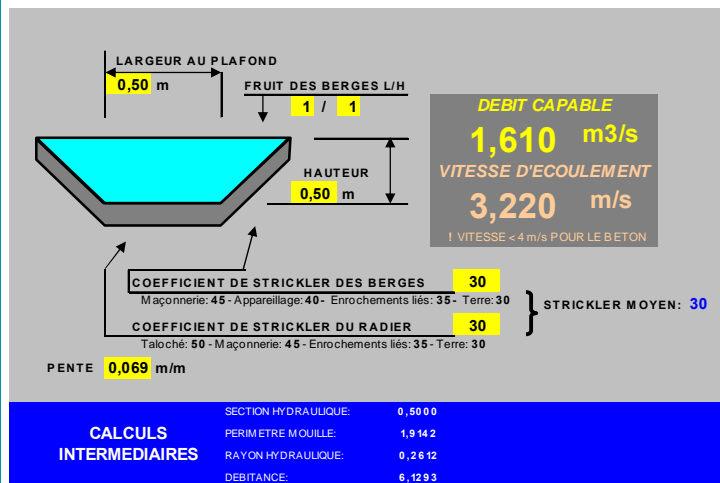 LARGEUR AU PLAFOND
0,50 m
FRUIT DES BERGES L/H
1 / 1
HAUTEUR
0,50 m
DEBIT CAPABLE
1,610 m3/s
VITESSE D'ECOULEMENT
3,220 m/s
! VITESSE < 4 m/s POUR LE BETON
COEFFICIENT DE STRICKLER DES BERGES 30
Maçonnerie: 45 - Appareillage: 40 - Enrochements liés: 35 - Terre: 30
STRICKLER MOYEN: 30
COEFFICIENT DE STRICKLER DU RADIER 30
Taloché: 50 - Maçonnerie: 45 - Enrochements liés: 35 - Terre: 30
PENTE 0,069 m/m
CALCULS INTERMEDIAIRES
SECTION HYDRAULIQUE: 0,5000
PERIMETRE MOUILLE: 1,9142
RAYON HYDRAULIQUE: 0,2612
DEBITANCE: 6,1293